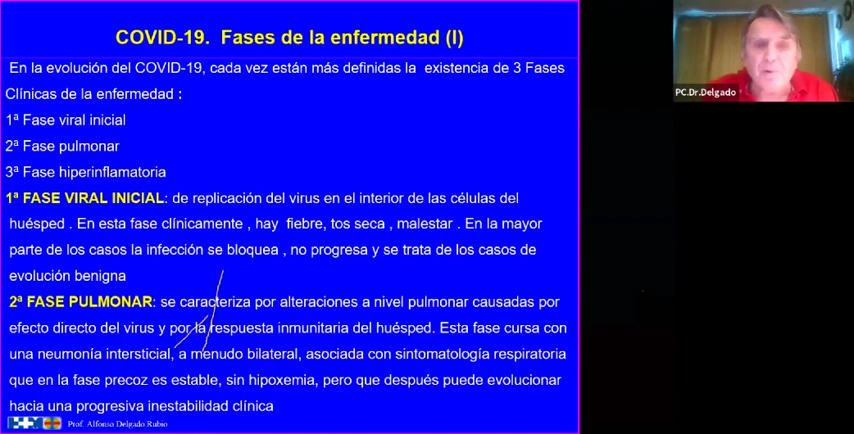 COVID-19. Fases de la enfermedad (I)
En la evolución del COVID-19, cada vez están más definidas la existencia de 3 Fases
Clínicas de la enfermedad :
1ª Fase viral inicial
2ª Fase pulmonar
3ª Fase hiperinflamatoria
1ª FASE VIRAL INICIAL: de replicación del virus en el interior de las células del
huésped . En esta fase clínicamente , hay fiebre, tos seca , malestar . En la mayor
parte de los casos la infección se bloquea , no progresa y se trata de los casos de
evolución benigna
2ª FASE PULMONAR: se caracteriza por alteraciones a nivel pulmonar causadas por
efecto directo del virus y por la respuesta inmunitaria del huésped. Esta fase cursa con
una neumonía intersticial, a menudo bilateral, asociada con sintomatología respiratoria
que en la fase precoz es estable, sin hipoxemia, pero que después puede evolucionar
hacia una progresiva inestabilidad clínica
Prof. Alfonso Delgado Rubio
PC.Dr.Delgado